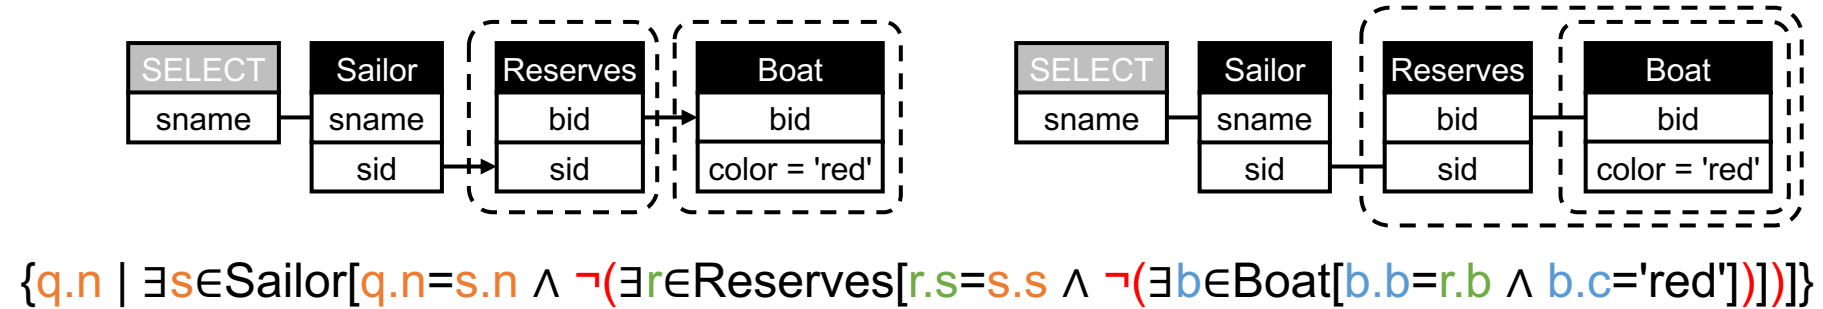 SELECT Sailor Reserves Boat SELECT Sailor Reserves Boat
sname sname bid bid sname sname bid bid
sid sid color = 'red' sid sid color = 'red'
{q.n | ∃s∈Sailor[q.n=s.n ∧ ¬(∃r∈Reserves[r.s=s.s ∧ ¬(∃b∈Boat[b.b=r.b ∧ b.c='red'])])]}